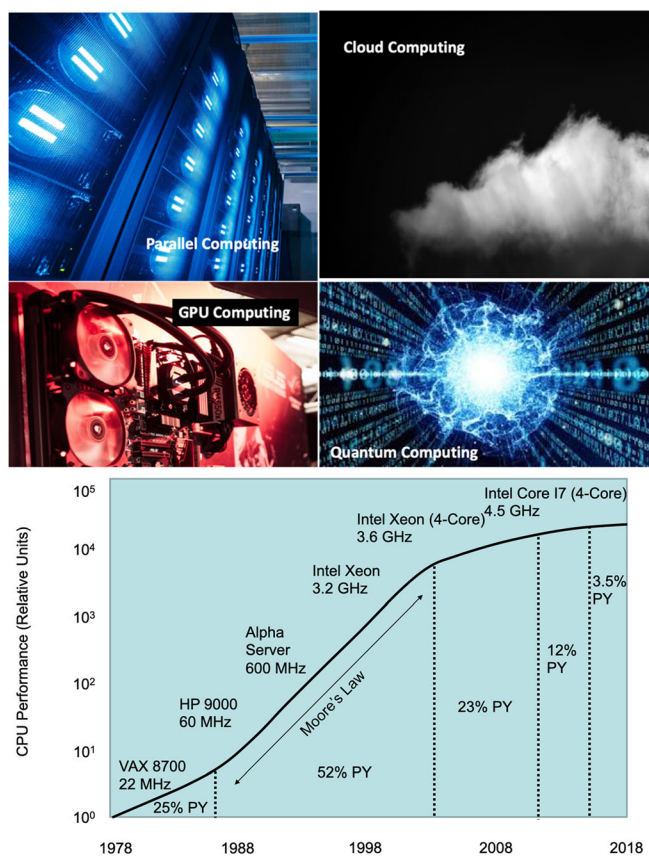 Cloud Computing
Parallel Computing
GPU Computing
Quantum Computing
CPU Performance (Relative Units)
10⁵
10⁴
10³
10²
10¹
10⁰
Intel Core I7 (4-Core)
4.5 GHz
Intel Xeon (4-Core)
3.6 GHz
Intel Xeon
3.2 GHz
Alpha
Server
600 MHz
HP 9000
60 MHz
VAX 8700
22 MHz
Moore's Law
25% PY
52% PY
23% PY
12%
PY
3.5%
PY
1978
1988
1998
2008
2018